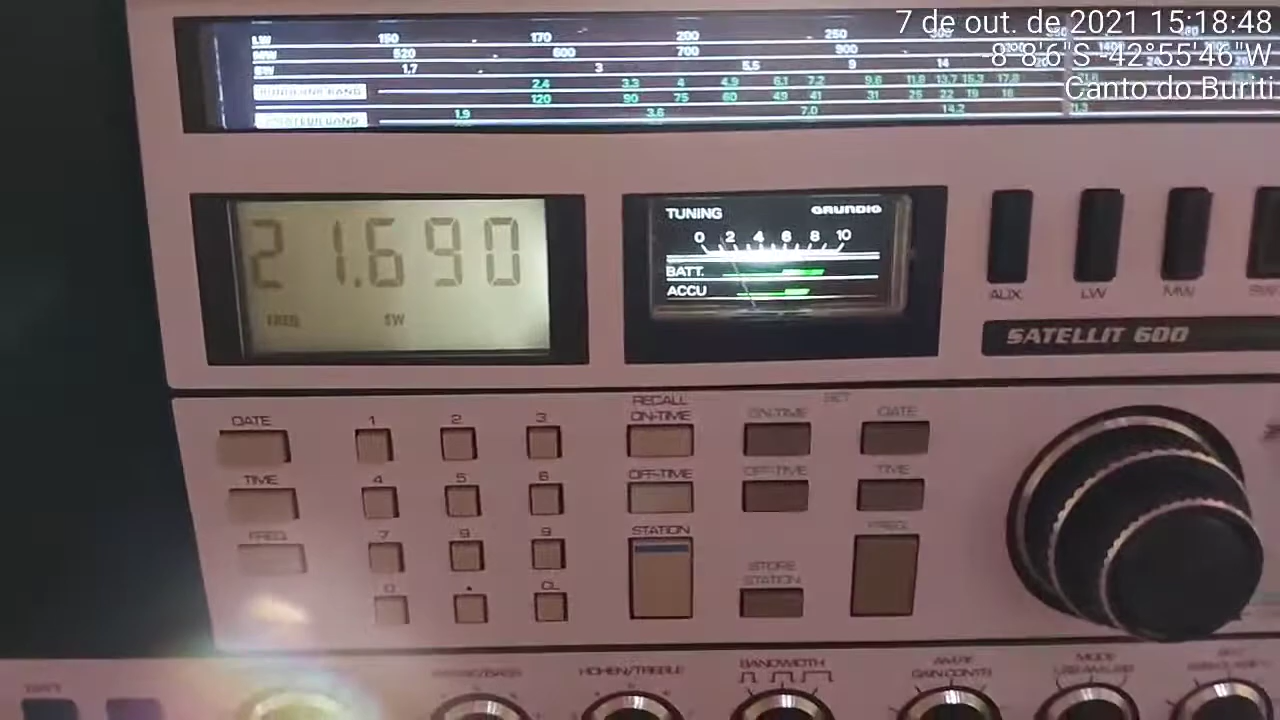 7 de out. de 2021 15:18:48
-8°8'6"S -42°55'46"W
Canto do Buriti
LW 150 170 200 250 300
MW 520 600 700 900
SW 1.7 3 5.5 9 14
2.4 3.3 4 4.9 6.1 7.2 9.6 11.8 13.7 15.3 17.8
120 90 75 60 49 41 31 25 22 19 16
1.9 3.6 7.0 14.2
21.690
FREQ SW
TUNING GRUNDIG
0 2 4 6 8 10
BATT.
ACCU
AUX LW MW SW
SATELLIT 600
RECALL SET
DATE 1 2 3 ON-TIME ON-TIME DATE
TIME 4 5 6 OFF-TIME OFF-TIME TIME
FREQ. 7 8 9 STATION FREQ.
STORE
STATION
0 . CL
HÖHEN/TREBLE BANDWIDTH MODE